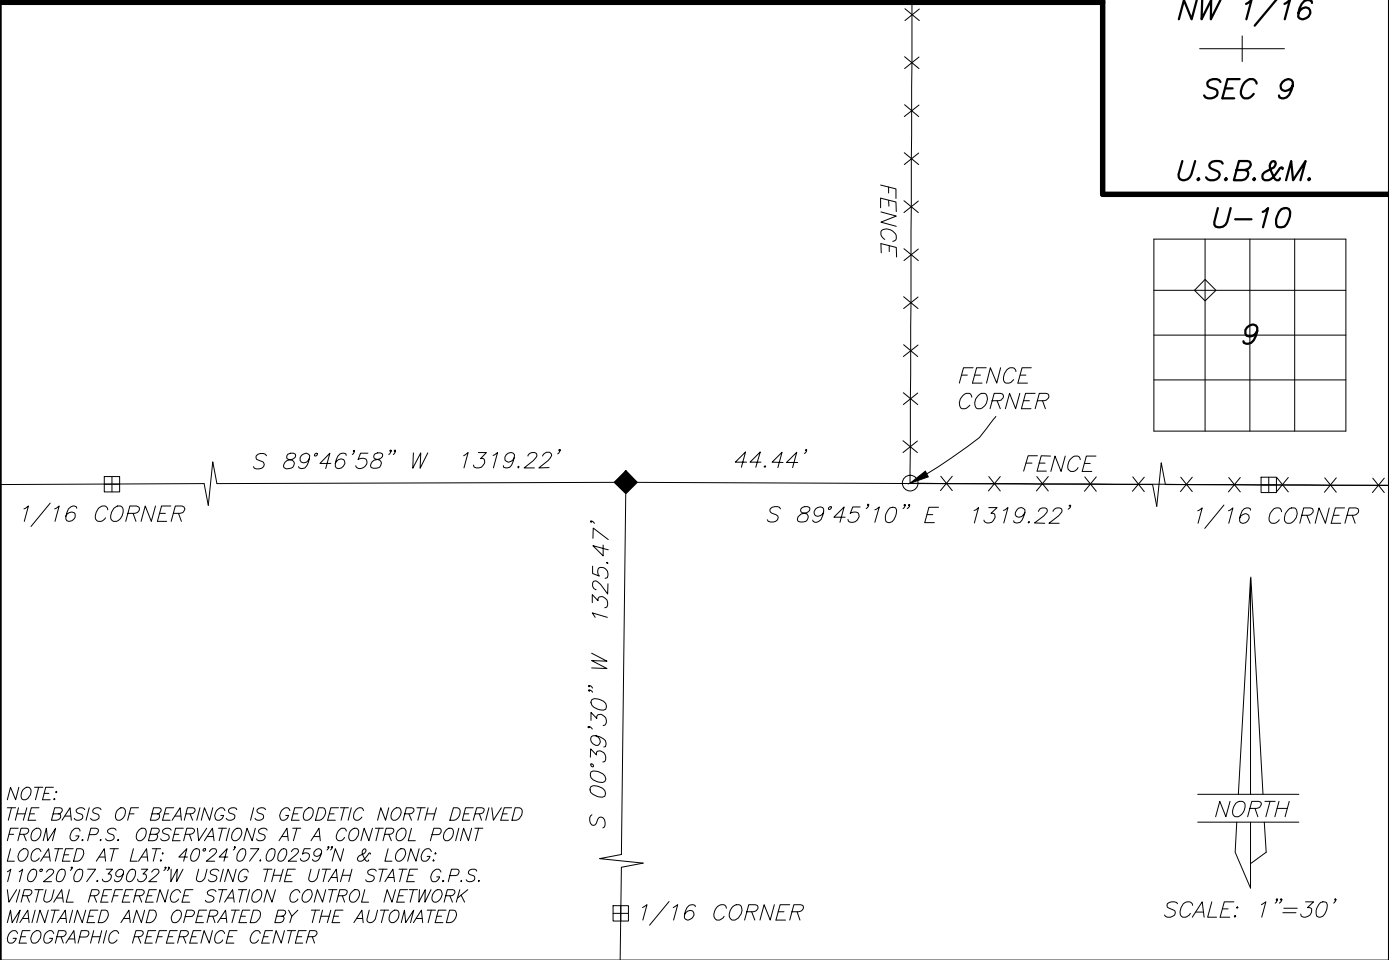 NW 1/16
SEC 9
U.S.B.&M.
U-10
9
FENCE
FENCE
CORNER
S 89°46'58" W 1319.22'
44.44'
FENCE
1/16 CORNER
S 89°45'10" E 1319.22'
1/16 CORNER
S 00°39'30" W 1325.47'
NOTE:
THE BASIS OF BEARINGS IS GEODETIC NORTH DERIVED
FROM G.P.S. OBSERVATIONS AT A CONTROL POINT
LOCATED AT LAT: 40°24'07.00259"N & LONG:
110°20'07.39032"W USING THE UTAH STATE G.P.S.
VIRTUAL REFERENCE STATION CONTROL NETWORK
MAINTAINED AND OPERATED BY THE AUTOMATED
GEOGRAPHIC REFERENCE CENTER
1/16 CORNER
NORTH
SCALE: 1"=30'